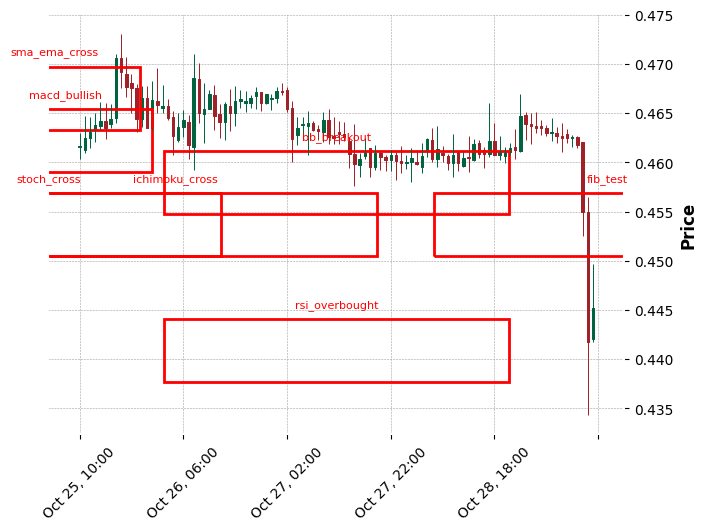 0.475
sma_ema_cross
0.470
macd_bullish
0.465
bb_breakout
0.460
stoch_cross
ichimoku_cross
fib_test
0.455
Price
0.450
rsi_overbought
0.445
0.440
0.435
Oct 25, 10:00
Oct 26, 06:00
Oct 27, 02:00
Oct 27, 22:00
Oct 28, 18:00